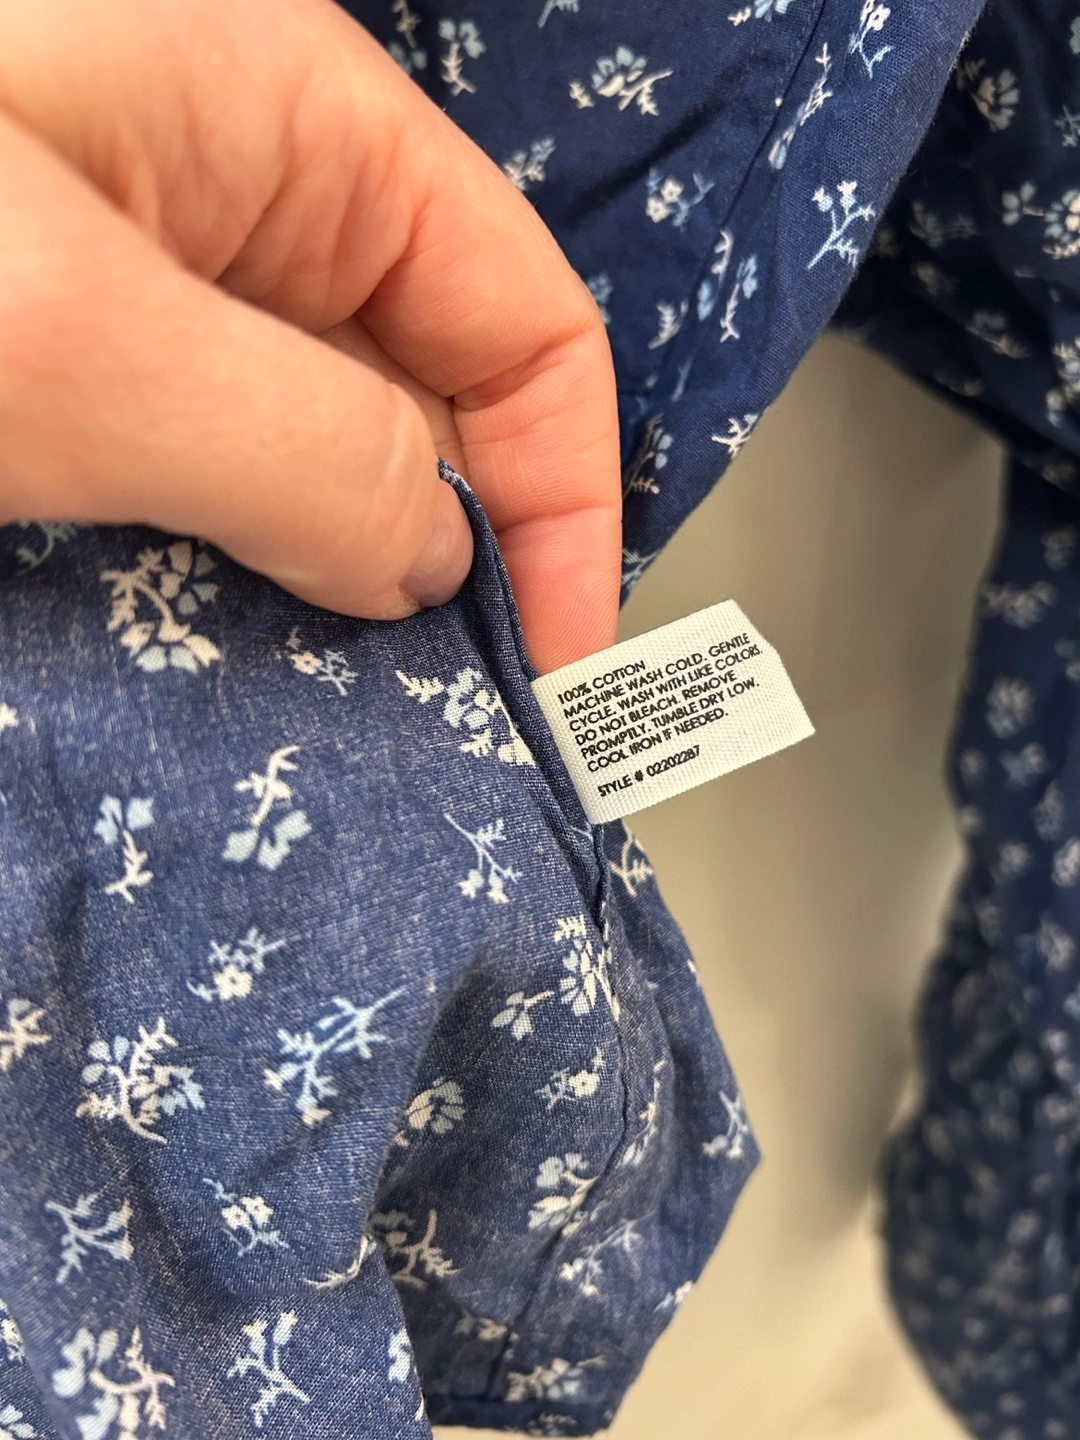 100% COTTON
MACHINE WASH COLD. GENTLE
CYCLE. WASH WITH LIKE COLORS.
DO NOT BLEACH. REMOVE
PROMPTLY. TUMBLE DRY LOW.
COOL IRON IF NEEDED.
STYLE # 02202287